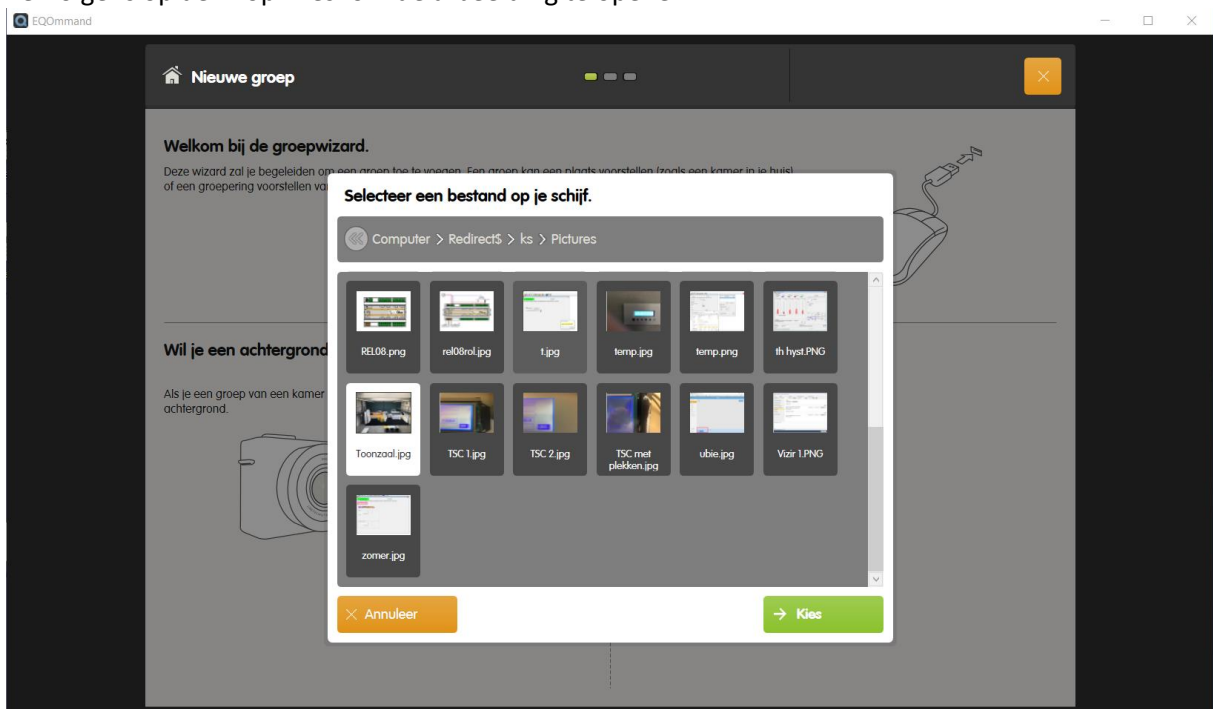 EQOmmand
Nieuwe groep
Welkom bij de groepwizard.
Deze wizard zal je begeleiden om een groep toe te voegen. Een groep kan een plaats voorstellen (zoals een kamer in je huis)
of een groepering voorstellen va
Selecteer een bestand op je schijf.
Computer > Redirect$ > ks > Pictures
REL08.png rel08rol.jpg t.jpg temp.jpg temp.png th hyst.PNG
Wil je een achtergrond
Als je een groep van een kamer
achtergrond.
Toonzaal.jpg TSC 1.jpg TSC 2.jpg TSC met plekken.jpg ubie.jpg Vizir 1.PNG
zomer.jpg
Annuleer
Kies